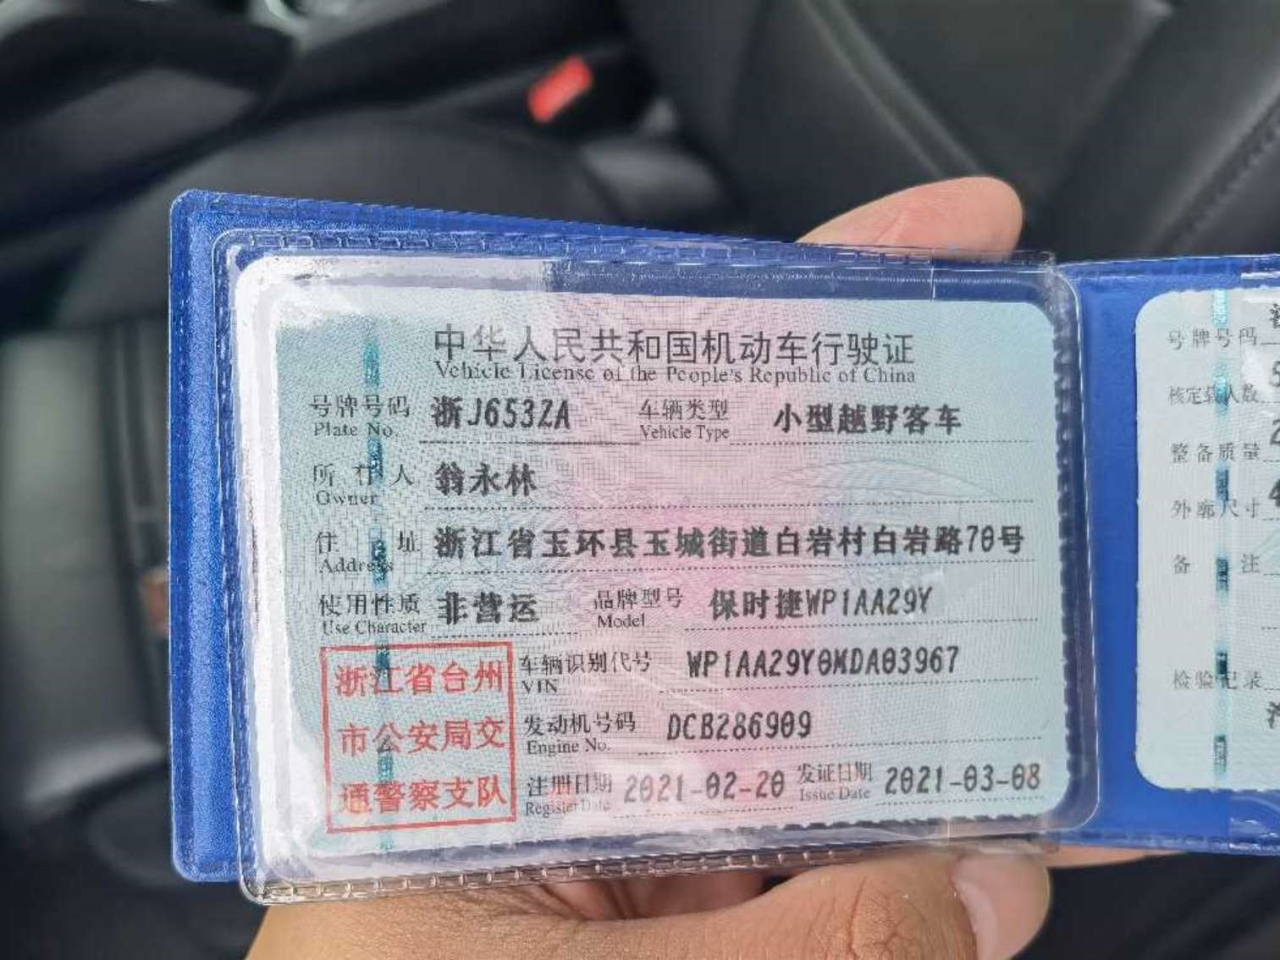 中华人民共和国机动车行驶证
Vehicle License of the People's Republic of China
号牌号码 浙J653ZA 车辆类型 小型越野客车
Plate No. Vehicle Type
所有人 翁永林
Owner
住址 浙江省玉环县玉城街道白岩村白岩路70号
Address
使用性质 非营运 品牌型号 保时捷WP1AA29Y
Use Character Model
浙江省台州
市公安局交
通警察支队
车辆识别代号 WP1AA29Y0MDA03967
VIN
发动机号码 DCB286909
Engine No.
注册日期 2021-02-20 发证日期 2021-03-08
Register Date Issue Date
号牌号码
核定载人数
整备质量
外廓尺寸
备注
检验记录